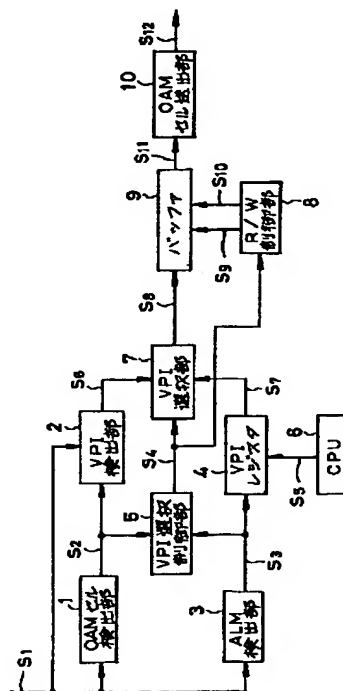 S1
1
OAMセル
検出部
S2
2
VPI
検出部
S6
3
ALM
検出部
S3
5
VPI選択
制御部
S4
4
VPI
レジスタ
S5
6
CPU
S7
7
VPI
選択部
S8
9
バッファ
S9
S10
R/W
制御部
8
S11
10
OAM
セル送出部
S12